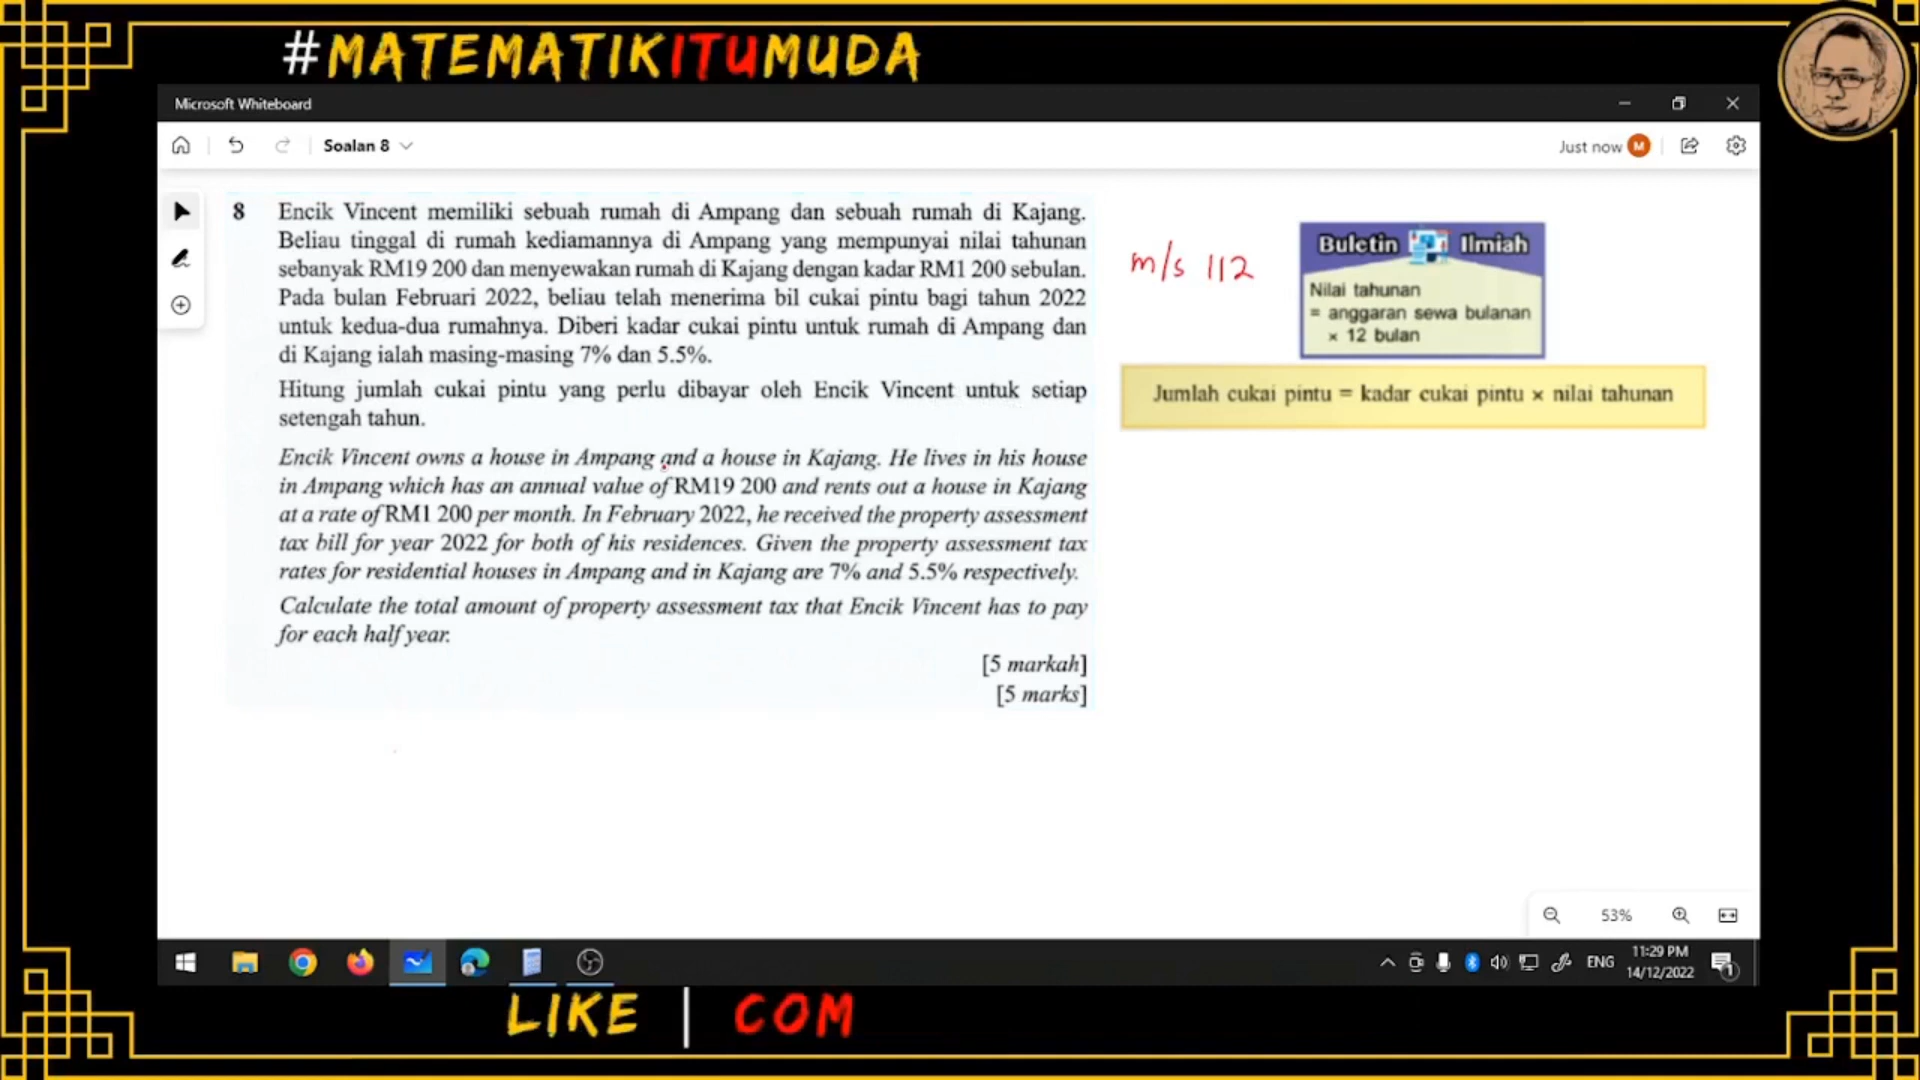 #MATEMATIKITUMUDA
Microsoft Whiteboard
Soalan 8
Just now M
8 Encik Vincent memiliki sebuah rumah di Ampang dan sebuah rumah di Kajang.
Beliau tinggal di rumah kediamannya di Ampang yang mempunyai nilai tahunan
sebanyak RM19 200 dan menyewakan rumah di Kajang dengan kadar RM1 200 sebulan.
Pada bulan Februari 2022, beliau telah menerima bil cukai pintu bagi tahun 2022
untuk kedua-dua rumahnya. Diberi kadar cukai pintu untuk rumah di Ampang dan
di Kajang ialah masing-masing 7% dan 5.5%.
Hitung jumlah cukai pintu yang perlu dibayar oleh Encik Vincent untuk setiap
setengah tahun.
Encik Vincent owns a house in Ampang and a house in Kajang. He lives in his house
in Ampang which has an annual value of RM19 200 and rents out a house in Kajang
at a rate of RM1 200 per month. In February 2022, he received the property assessment
tax bill for year 2022 for both of his residences. Given the property assessment tax
rates for residential houses in Ampang and in Kajang are 7% and 5.5% respectively.
Calculate the total amount of property assessment tax that Encik Vincent has to pay
for each half year.
[5 markah]
[5 marks]
m/s 112
Buletin Ilmiah
Nilai tahunan
= anggaran sewa bulanan
× 12 bulan
Jumlah cukai pintu = kadar cukai pintu × nilai tahunan
53%
ENG
11:29 PM
14/12/2022
1
LIKE | COM